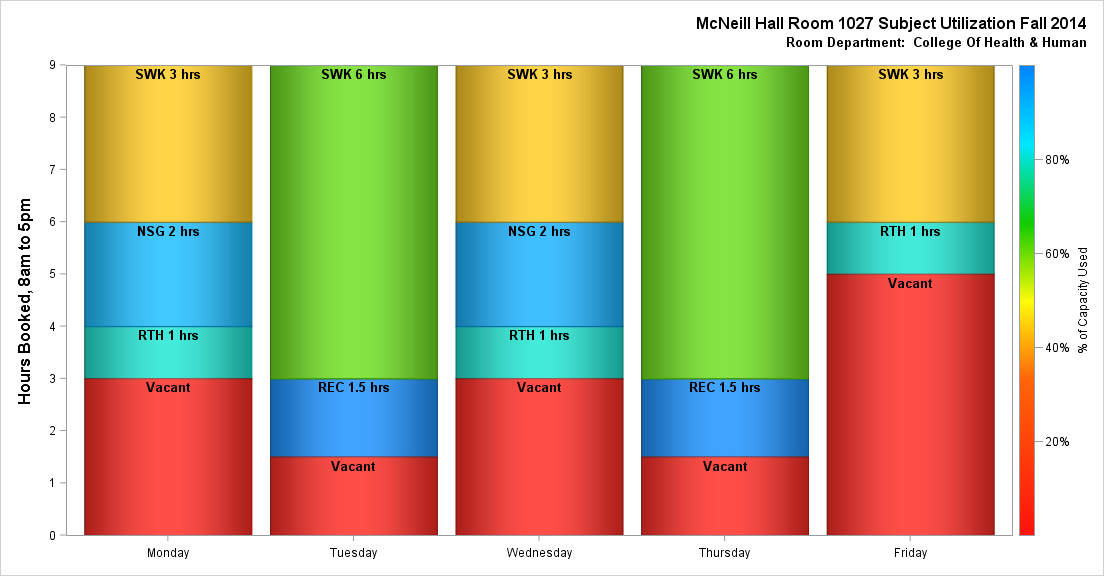 McNeill Hall Room 1027 Subject Utilization Fall 2014
Room Department:  College Of Health & Human
Hours Booked, 8am to 5pm
9
8
7
6
5
4
3
2
1
0
SWK 3 hrs
NSG 2 hrs
RTH 1 hrs
Vacant
SWK 6 hrs
REC 1.5 hrs
Vacant
SWK 3 hrs
NSG 2 hrs
RTH 1 hrs
Vacant
SWK 6 hrs
REC 1.5 hrs
Vacant
SWK 3 hrs
RTH 1 hrs
Vacant
Monday
Tuesday
Wednesday
Thursday
Friday
80%
60%
40%
20%
% of Capacity Used